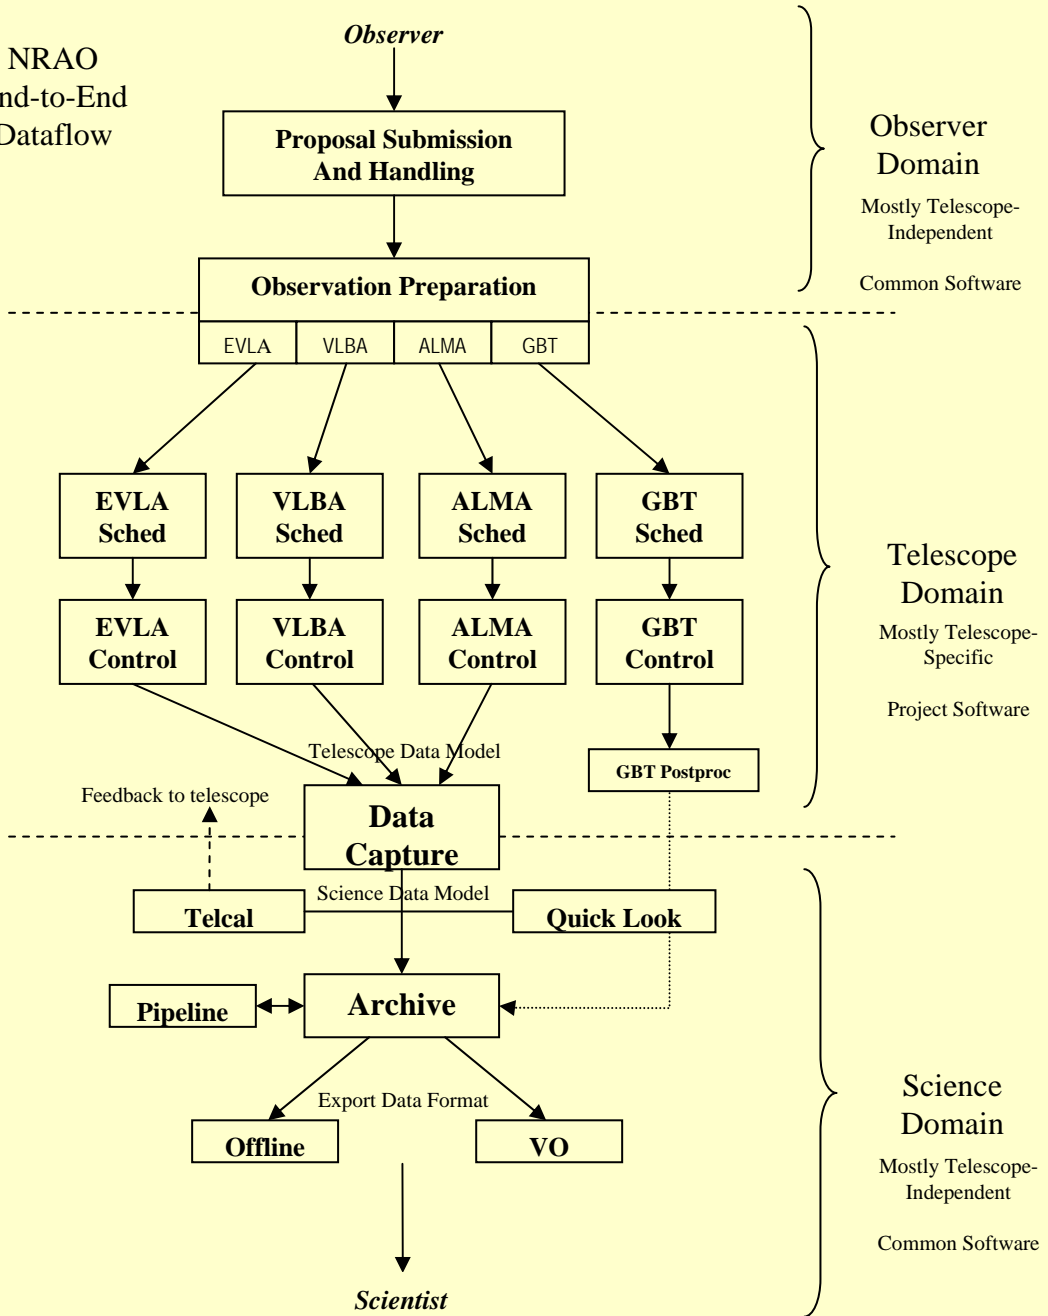 Observer
NRAO
nd-to-End
Dataflow
Proposal Submission
And Handling
Observer
Domain
Mostly Telescope-
Independent
Common Software
Observation Preparation
EVLA
VLBA
ALMA
GBT
EVLA
Sched
VLBA
Sched
ALMA
Sched
GBT
Sched
EVLA
Control
VLBA
Control
ALMA
Control
GBT
Control
Telescope
Domain
Mostly Telescope-
Specific
Project Software
Telescope Data Model
GBT Postproc
Feedback to telescope
Data
Capture
Science Data Model
Telcal
Quick Look
Pipeline
Archive
Export Data Format
Offline
VO
Science
Domain
Mostly Telescope-
Independent
Common Software
Scientist